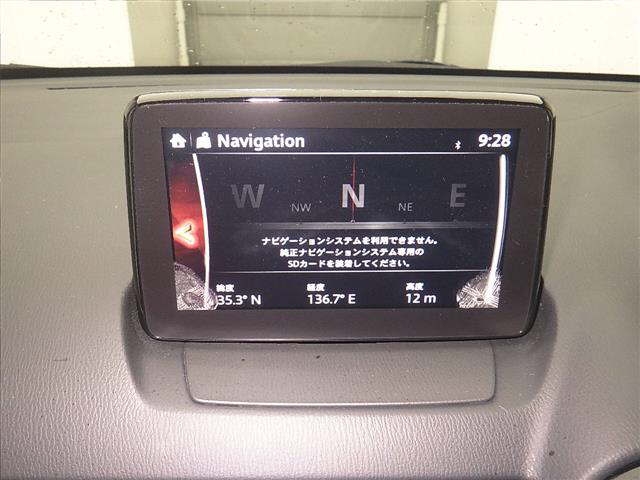 Navigation
9:28
W NW N NE E
ナビゲーションシステムを利用できません。
純正ナビゲーションシステム専用の
SDカードを装着してください。
緯度 経度 高度
35.3° N 136.7° E 12 m